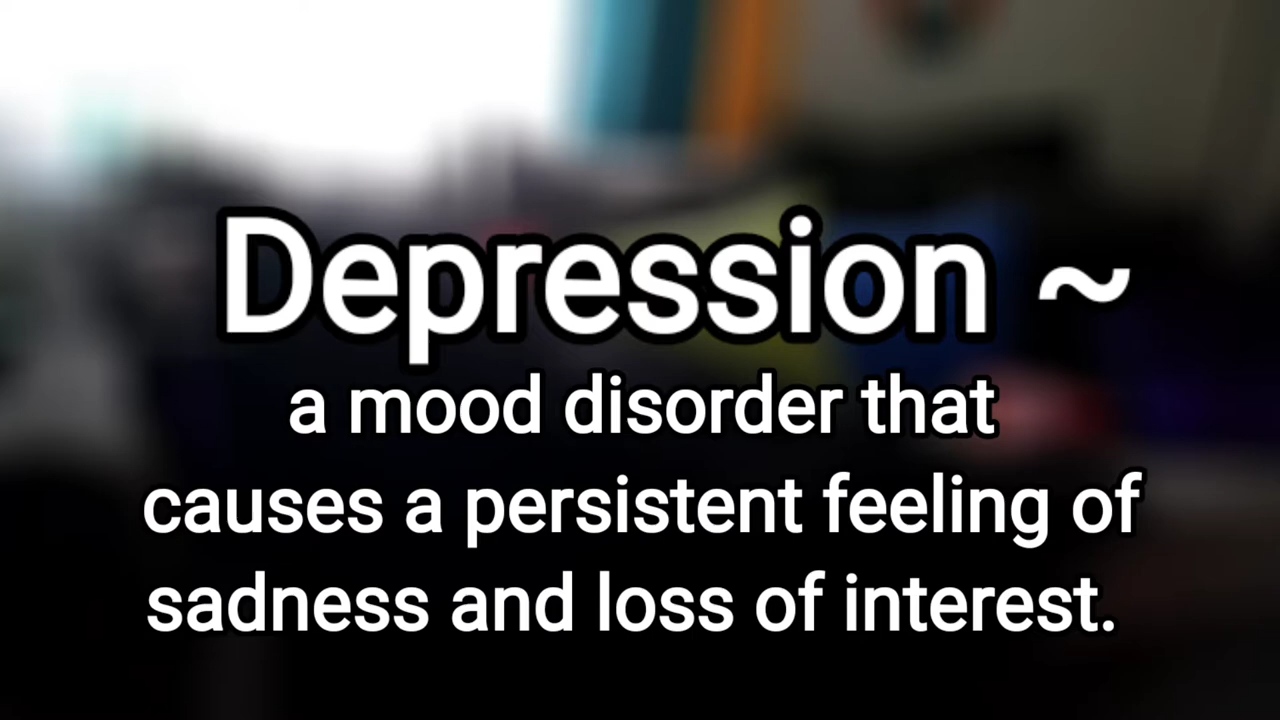 Depression ~
a mood disorder that
causes a persistent feeling of
sadness and loss of interest.